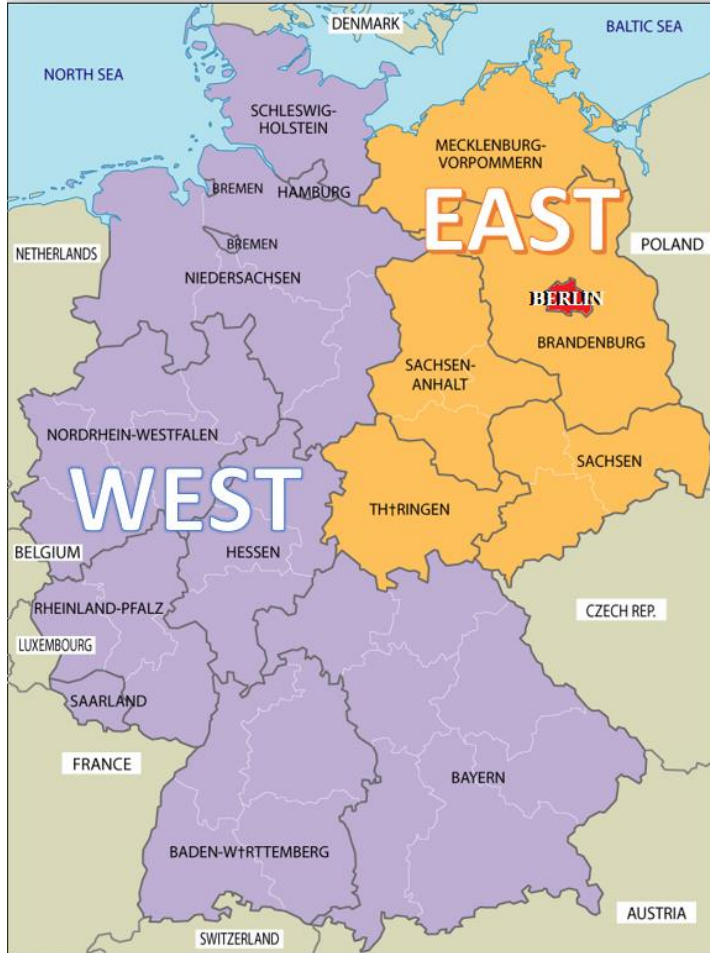 DENMARK
BALTIC SEA
NORTH SEA
SCHLESWIG-
HOLSTEIN
MECKLENBURG-
VORPOMMERN
BREMEN
HAMBURG
EAST
BREMEN
NETHERLANDS
POLAND
NIEDERSACHSEN
BERLIN
BRANDENBURG
SACHSEN-
ANHALT
NORDRHEIN-WESTFALEN
SACHSEN
WEST
TH†RINGEN
BELGIUM
HESSEN
RHEINLAND-PFALZ
CZECH REP.
LUXEMBOURG
SAARLAND
FRANCE
BAYERN
BADEN-W†RTTEMBERG
AUSTRIA
SWITZERLAND